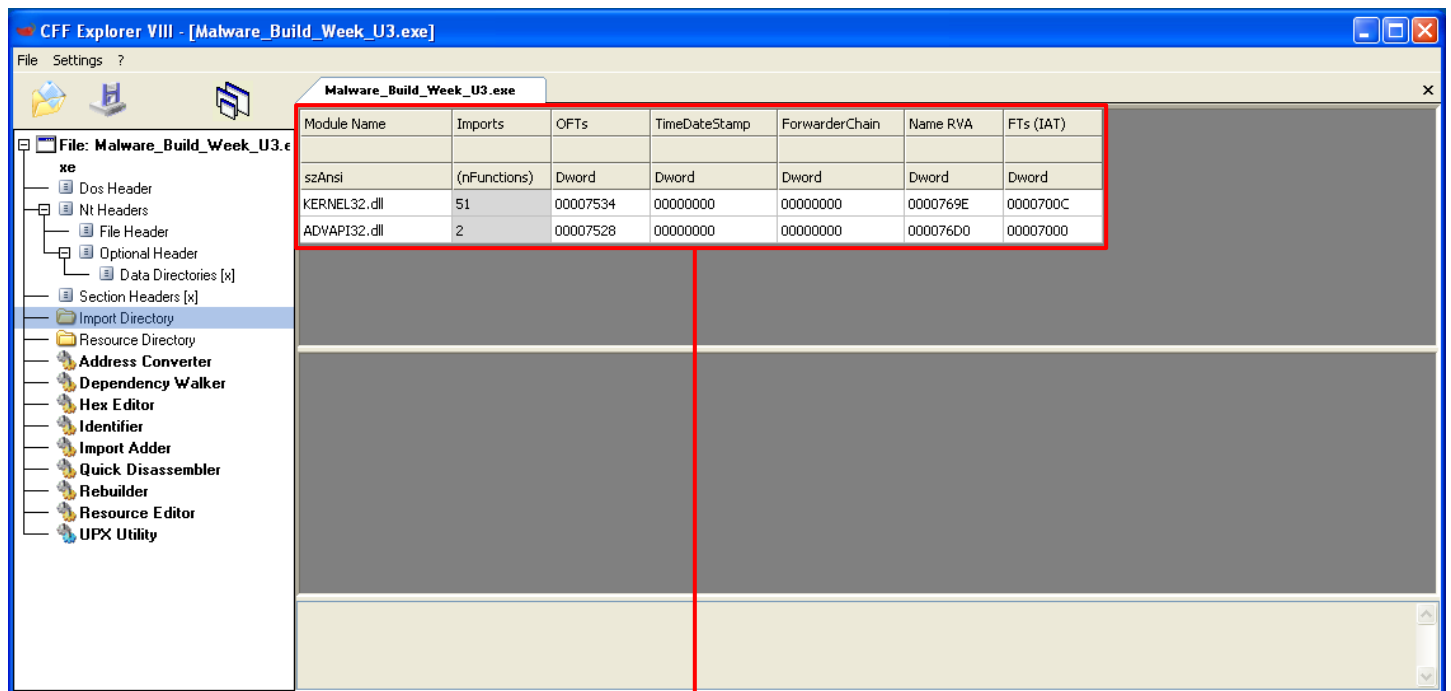 CFF Explorer VIII - [Malware_Build_Week_U3.exe]
File Settings ?
Malware_Build_Week_U3.exe
File: Malware_Build_Week_U3.e
xe
Dos Header
Nt Headers
File Header
Optional Header
Data Directories [x]
Section Headers [x]
Import Directory
Resource Directory
Address Converter
Dependency Walker
Hex Editor
Identifier
Import Adder
Quick Disassembler
Rebuilder
Resource Editor
UPX Utility
Module Name Imports OFTs TimeDateStamp ForwarderChain Name RVA FTs (IAT)
szAnsi (nFunctions) Dword Dword Dword Dword Dword
KERNEL32.dll 51 00007534 00000000 00000000 0000769E 0000700C
ADVAPI32.dll 2 00007528 00000000 00000000 000076D0 00007000